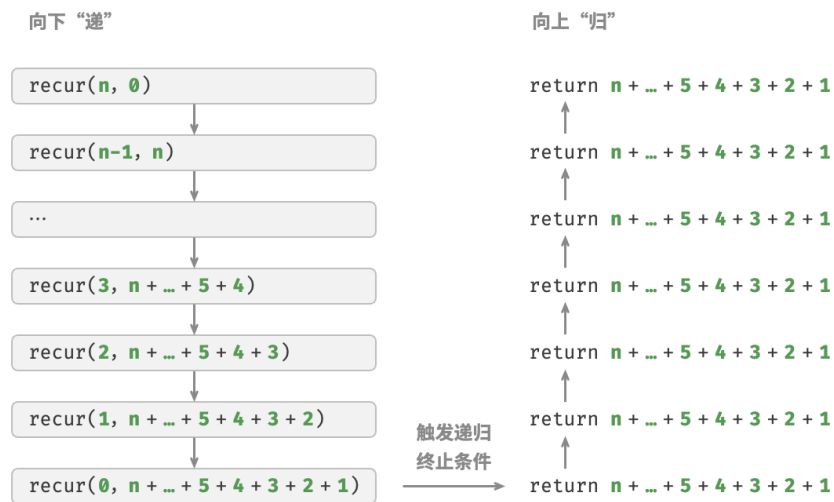 向下“递”
recur(n, 0)
recur(n-1, n)
…
recur(3, n + … + 5 + 4)
recur(2, n + … + 5 + 4 + 3)
recur(1, n + … + 5 + 4 + 3 + 2)
recur(0, n + … + 5 + 4 + 3 + 2 + 1)
触发递归
终止条件
向上“归”
return n + … + 5 + 4 + 3 + 2 + 1
return n + … + 5 + 4 + 3 + 2 + 1
return n + … + 5 + 4 + 3 + 2 + 1
return n + … + 5 + 4 + 3 + 2 + 1
return n + … + 5 + 4 + 3 + 2 + 1
return n + … + 5 + 4 + 3 + 2 + 1
return n + … + 5 + 4 + 3 + 2 + 1